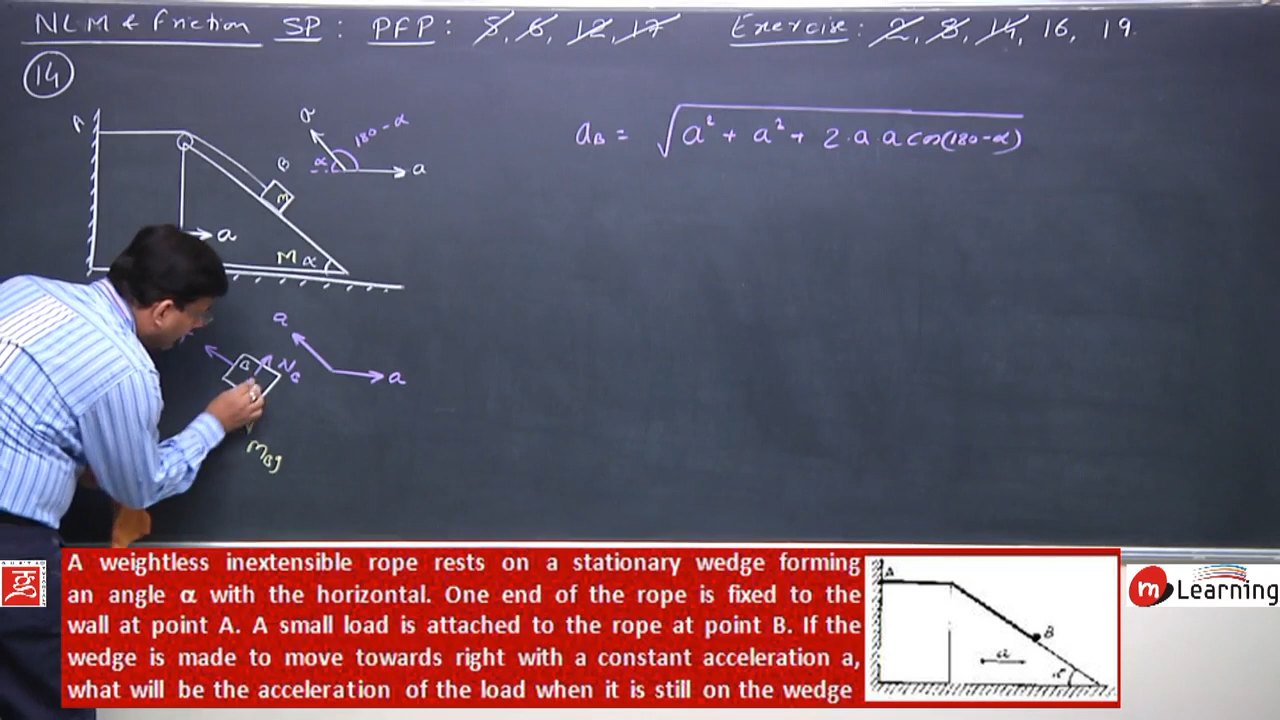 NLM & Friction SP : PFP : 5, 6, 12, 17 Exercise : 2, 8, 14, 16, 19.
14
A
a
180-α
α
a
B
m
a
M α
aB = √a² + a² + 2·a a cos(180-α)
a
B
NB
a
mBg
A weightless inextensible rope rests on a stationary wedge forming
an angle α with the horizontal. One end of the rope is fixed to the
wall at point A. A small load is attached to the rope at point B. If the
wedge is made to move towards right with a constant acceleration a,
what will be the acceleration of the load when it is still on the wedge
A
B
a
m Learning